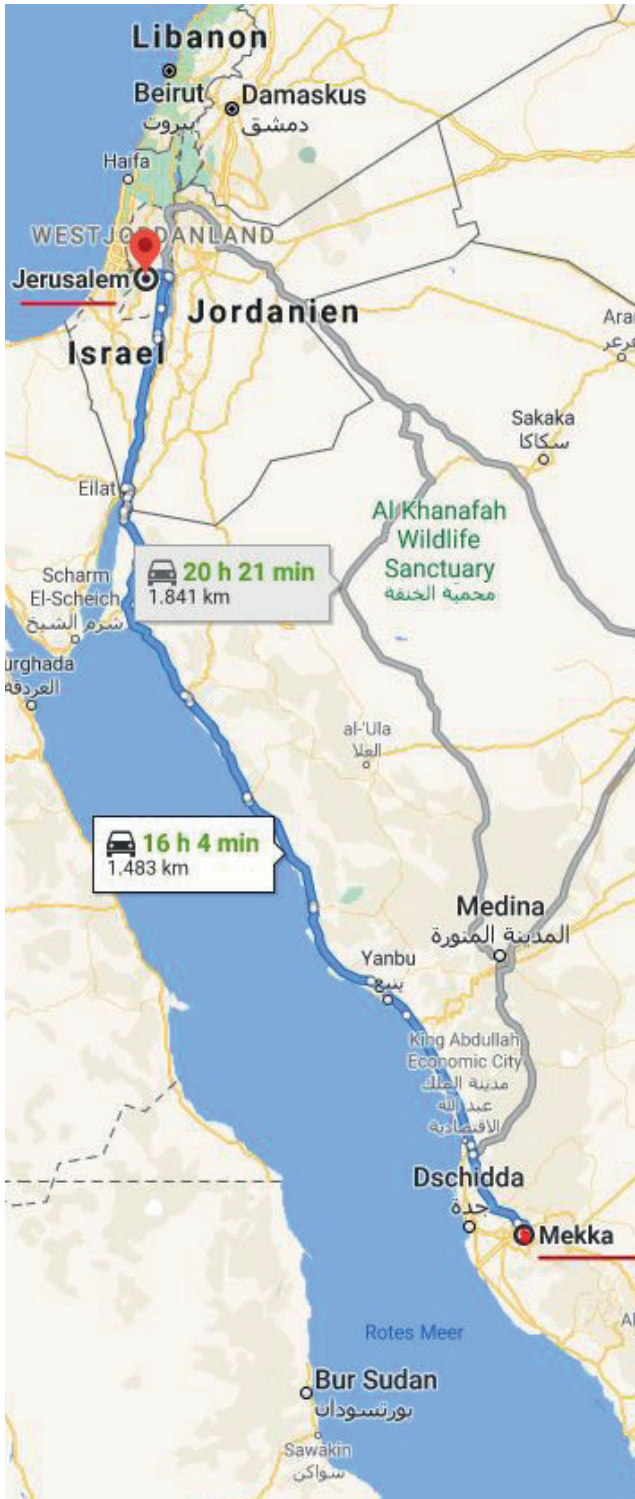 Libanon
Beirut
بيروت
Damaskus
دمشق
Haifa
WESTJORDANLAND
Jerusalem
Jordanien
Israel
Arar
عرعر
Sakaka
سكاكا
Eilat
Al Khanafah
Wildlife
Sanctuary
محمية الخنفة
20 h 21 min
1.841 km
Scharm
El-Scheich
شرم الشيخ
urghada
الغردقة
al-'Ula
العلا
16 h 4 min
1.483 km
Medina
المدينة المنورة
Yanbu
ينبع
King Abdullah
Economic City
مدينة الملك
عبد الله
الاقتصادية
Dschidda
جدة
Mekka
Al
Rotes Meer
Bur Sudan
بورتسودان
Sawakin
سواكن